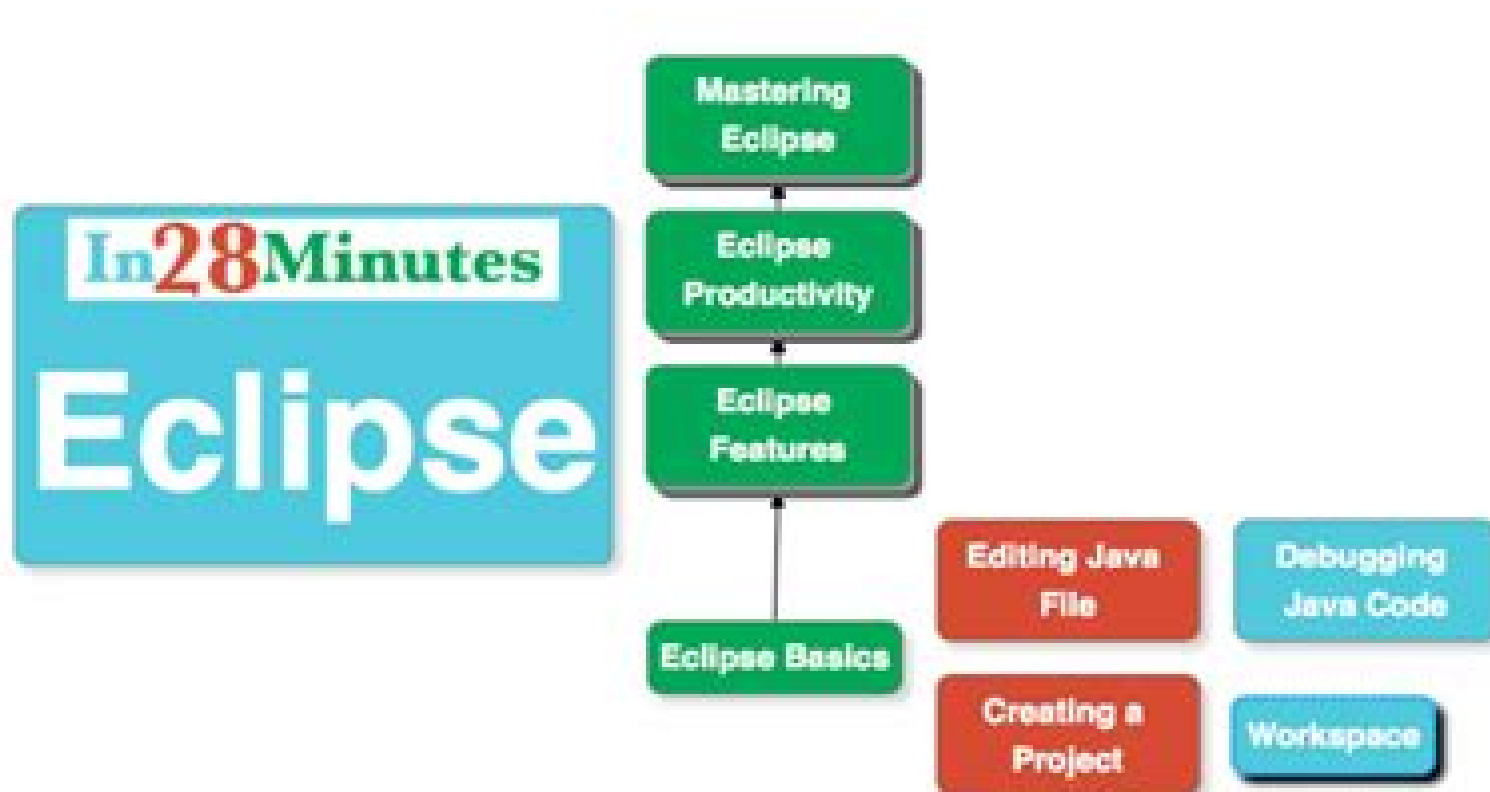 In28Minutes
Eclipse
Mastering
Eclipse
Eclipse
Productivity
Eclipse
Features
Eclipse Basics
Editing Java
File
Debugging
Java Code
Creating a
Project
Workspace